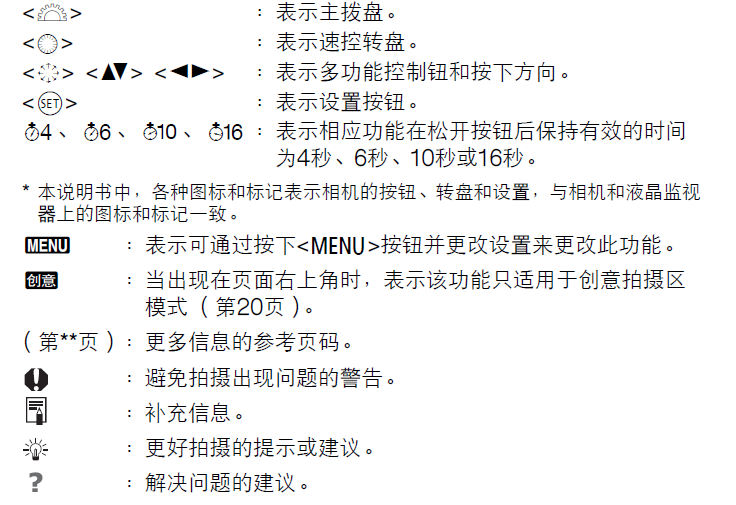 < > ：表示主拨盘。
< > ：表示速控转盘。
< > <▲▼> <◀▶> ：表示多功能控制钮和按下方向。
<SET> ：表示设置按钮。
4、 6、 10、 16：表示相应功能在松开按钮后保持有效的时间
为4秒、6秒、10秒或16秒。
* 本说明书中，各种图标和标记表示相机的按钮、转盘和设置，与相机和液晶监视
器上的图标和标记一致。
MENU ：表示可通过按下<MENU>按钮并更改设置来更改此功能。
创意 ：当出现在页面右上角时，表示该功能只适用于创意拍摄区
模式（第20页）。
（第**页）：更多信息的参考页码。
：避免拍摄出现问题的警告。
：补充信息。
：更好拍摄的提示或建议。
? ：解决问题的建议。